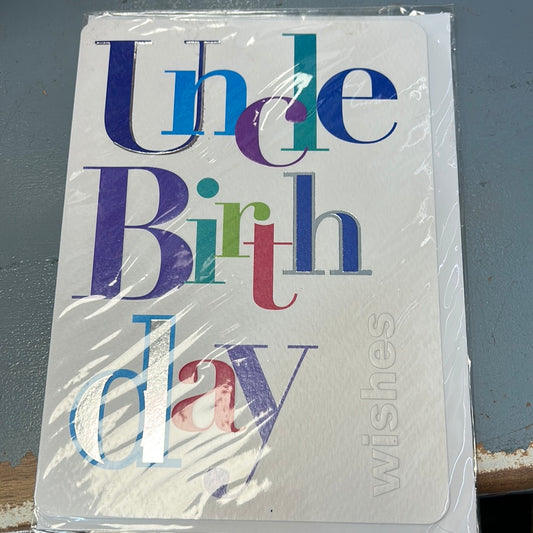 Uncle
Birth
day
wishes